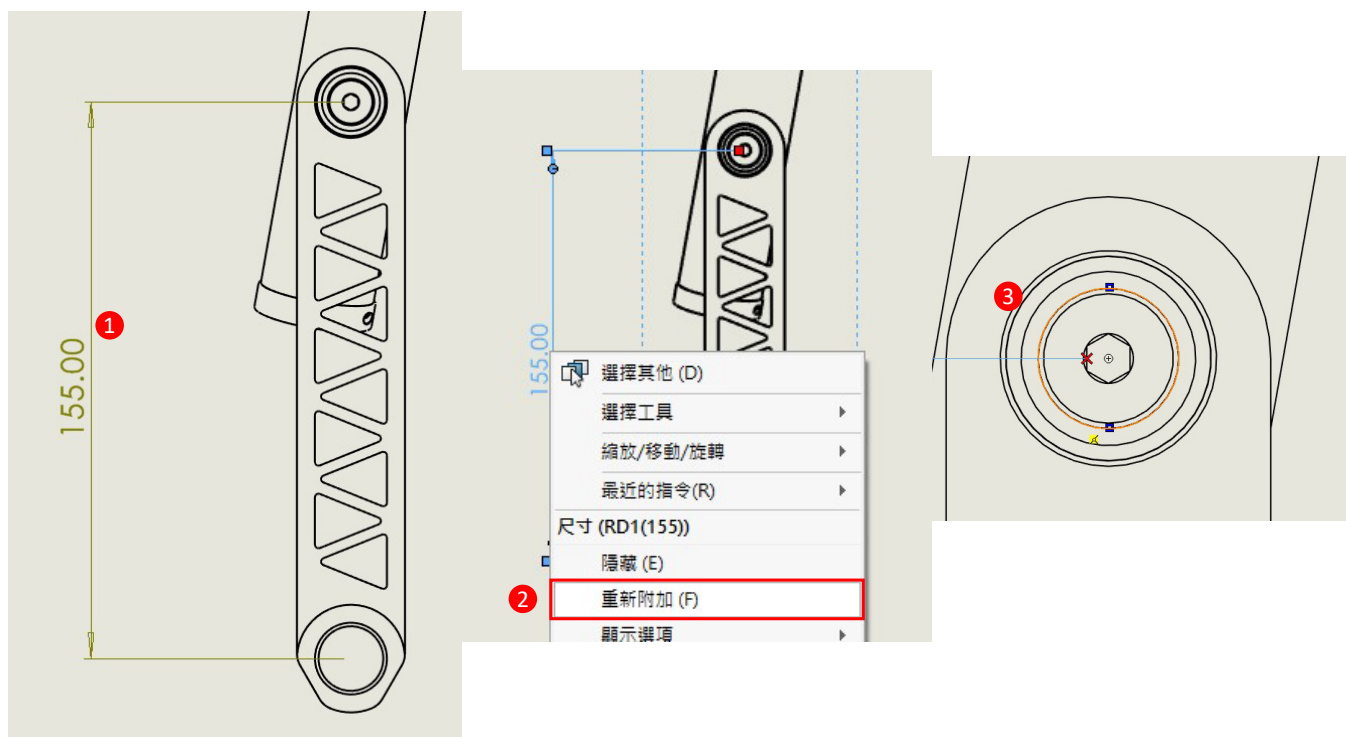 155.00
1
155.00
選擇其他 (D)
選擇工具
縮放/移動/旋轉
最近的指令(R)
尺寸 (RD1(155))
隱藏 (E)
2
重新附加 (F)
顯示選項
3